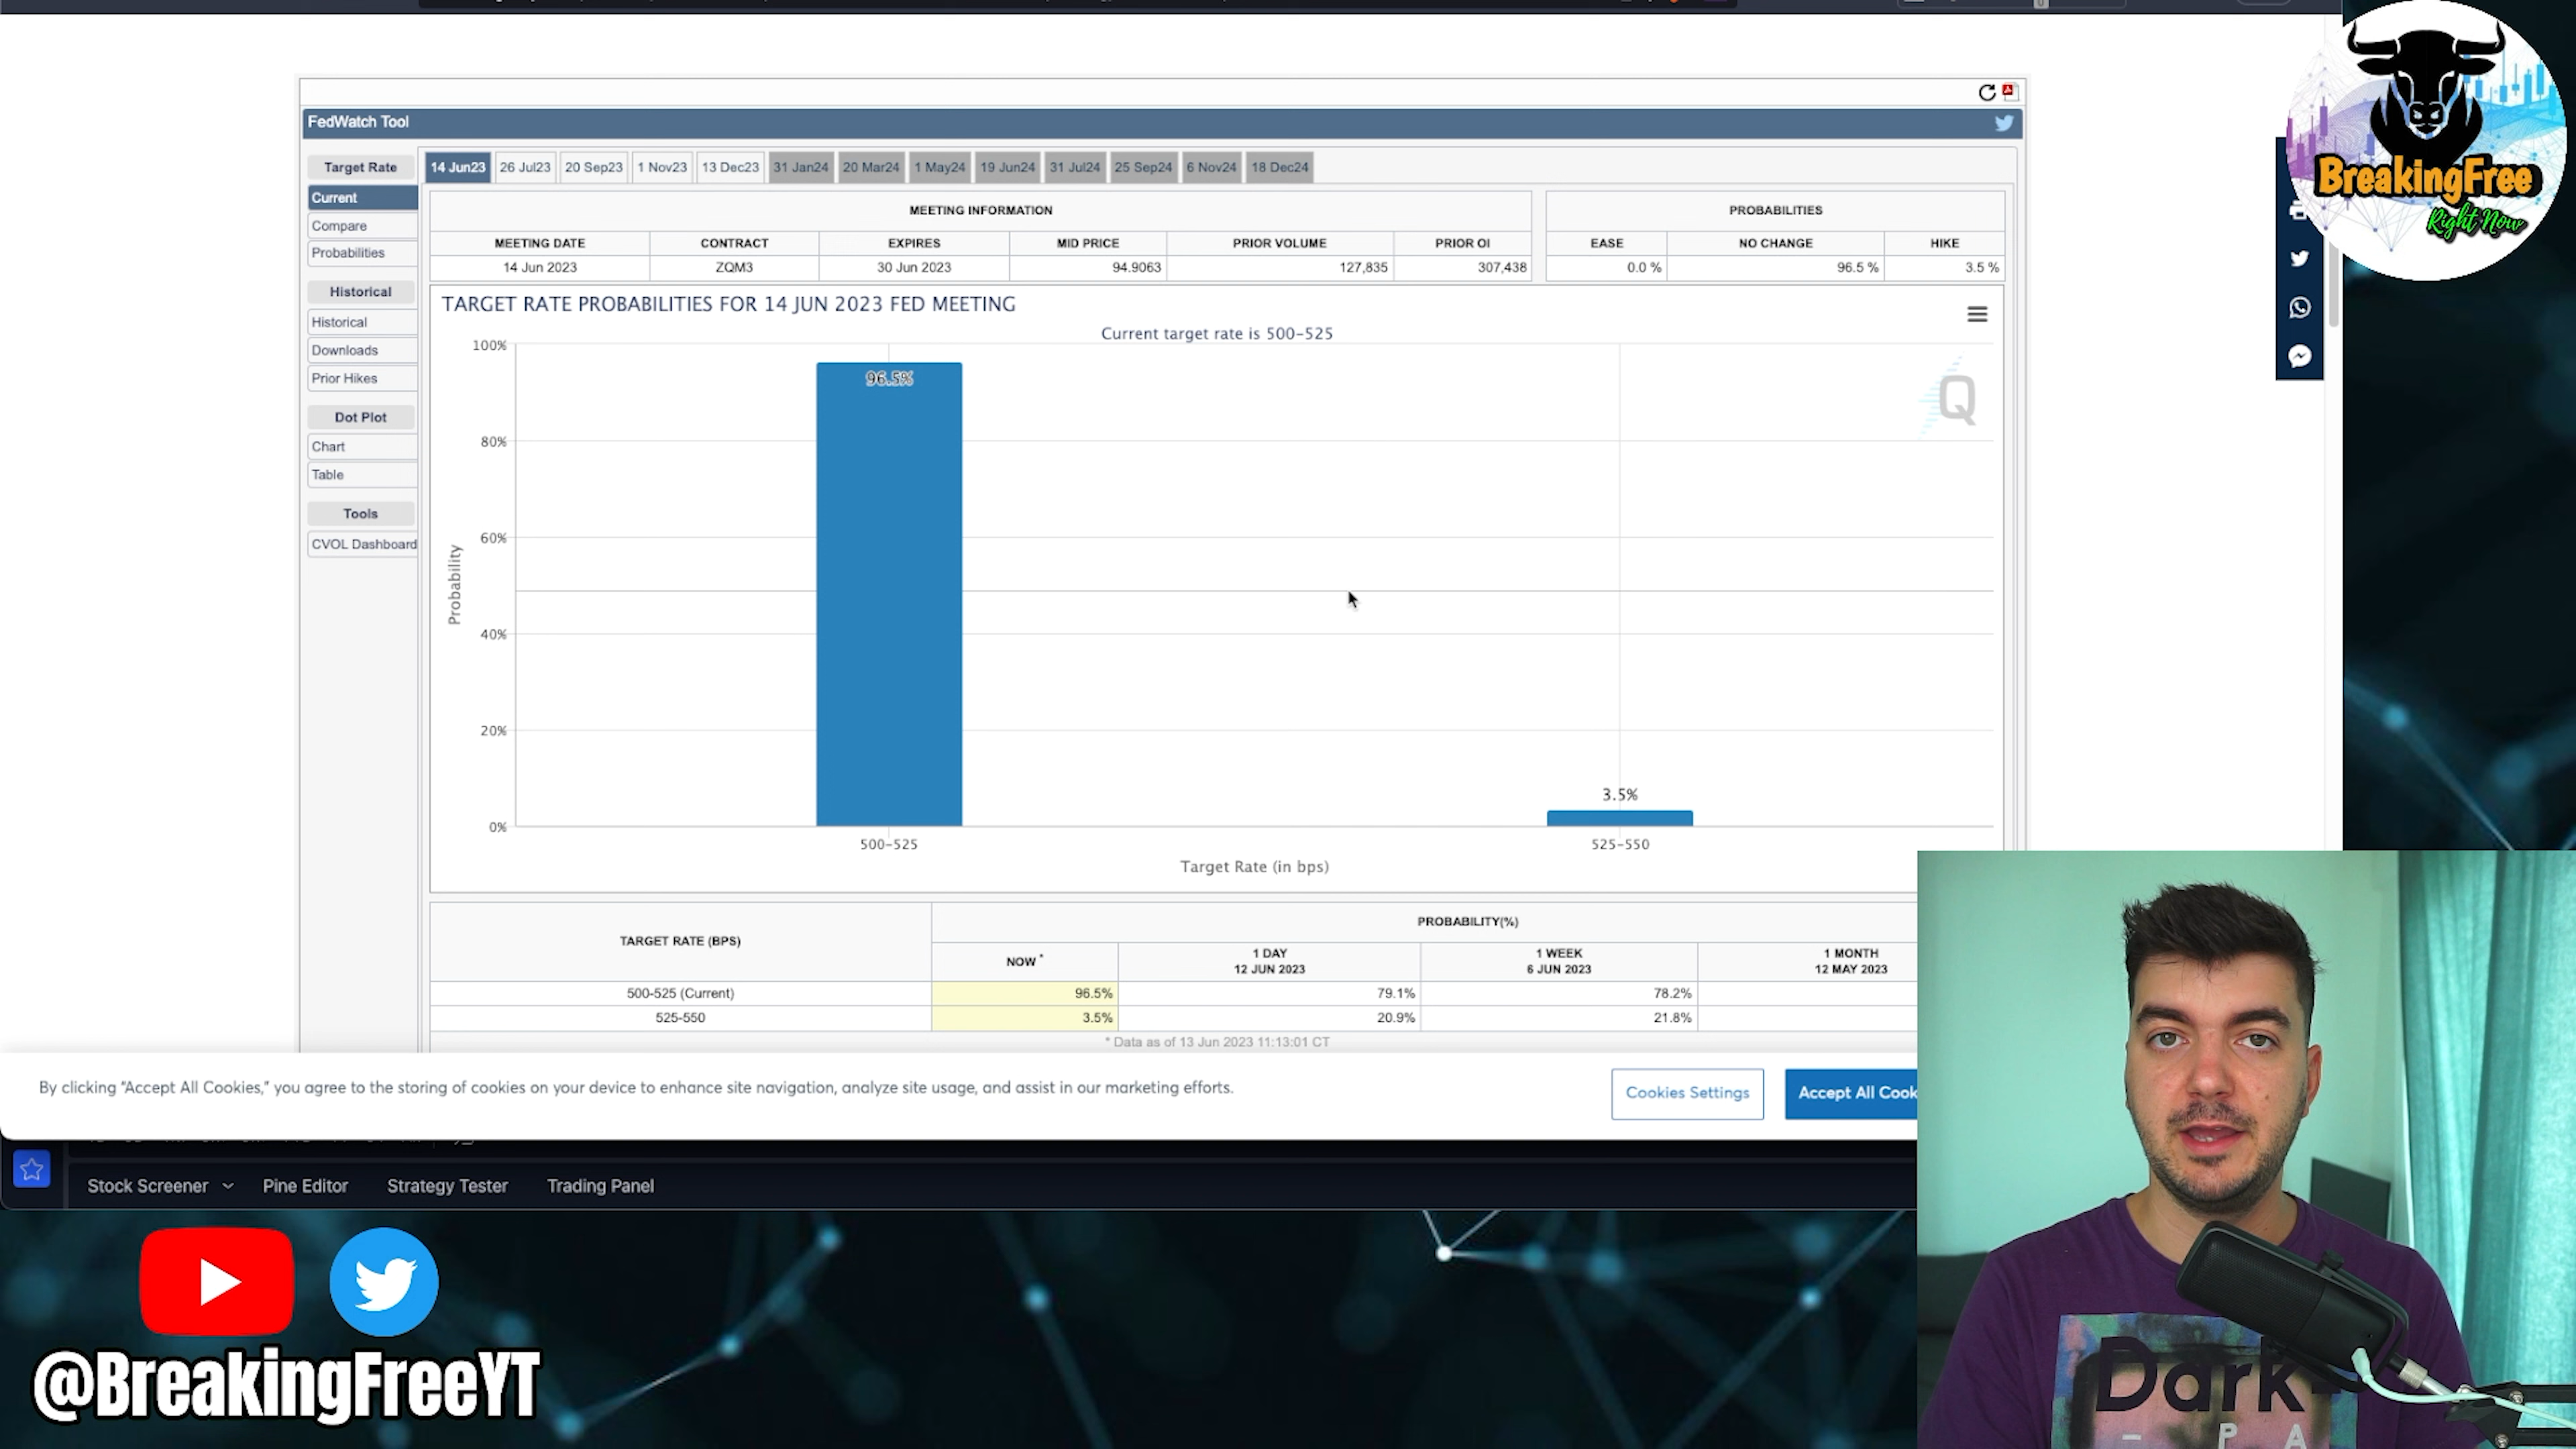 BreakingFree
Right Now
FedWatch Tool
Target Rate
Current
Compare
Probabilities
Historical
Historical
Downloads
Prior Hikes
Dot Plot
Chart
Table
Tools
CVOL Dashboard
14 Jun23 26 Jul23 20 Sep23 1 Nov23 13 Dec23 31 Jan24 20 Mar24 1 May24 19 Jun24 31 Jul24 25 Sep24 6 Nov24 18 Dec24
MEETING INFORMATION
MEETING DATE CONTRACT EXPIRES MID PRICE PRIOR VOLUME PRIOR OI
14 Jun 2023 ZQM3 30 Jun 2023 94.9063 127,835 307,438
PROBABILITIES
EASE NO CHANGE HIKE
0.0 % 96.5 % 3.5 %
TARGET RATE PROBABILITIES FOR 14 JUN 2023 FED MEETING
Current target rate is 500-525
Q
Probability
100%
80%
60%
40%
20%
0%
96.5%
3.5%
500-525 525-550
Target Rate (in bps)
TARGET RATE (BPS) PROBABILITY(%)
NOW * 1 DAY 1 WEEK 1 MONTH
12 JUN 2023 6 JUN 2023 12 MAY 2023
500-525 (Current) 96.5% 79.1% 78.2%
525-550 3.5% 20.9% 21.8%
* Data as of 13 Jun 2023 11:13:01 CT
By clicking “Accept All Cookies,” you agree to the storing of cookies on your device to enhance site navigation, analyze site usage, and assist in our marketing efforts.
Cookies Settings
Accept All Cook
Stock Screener Pine Editor Strategy Tester Trading Panel
@BreakingFreeYT
Dark
- P A